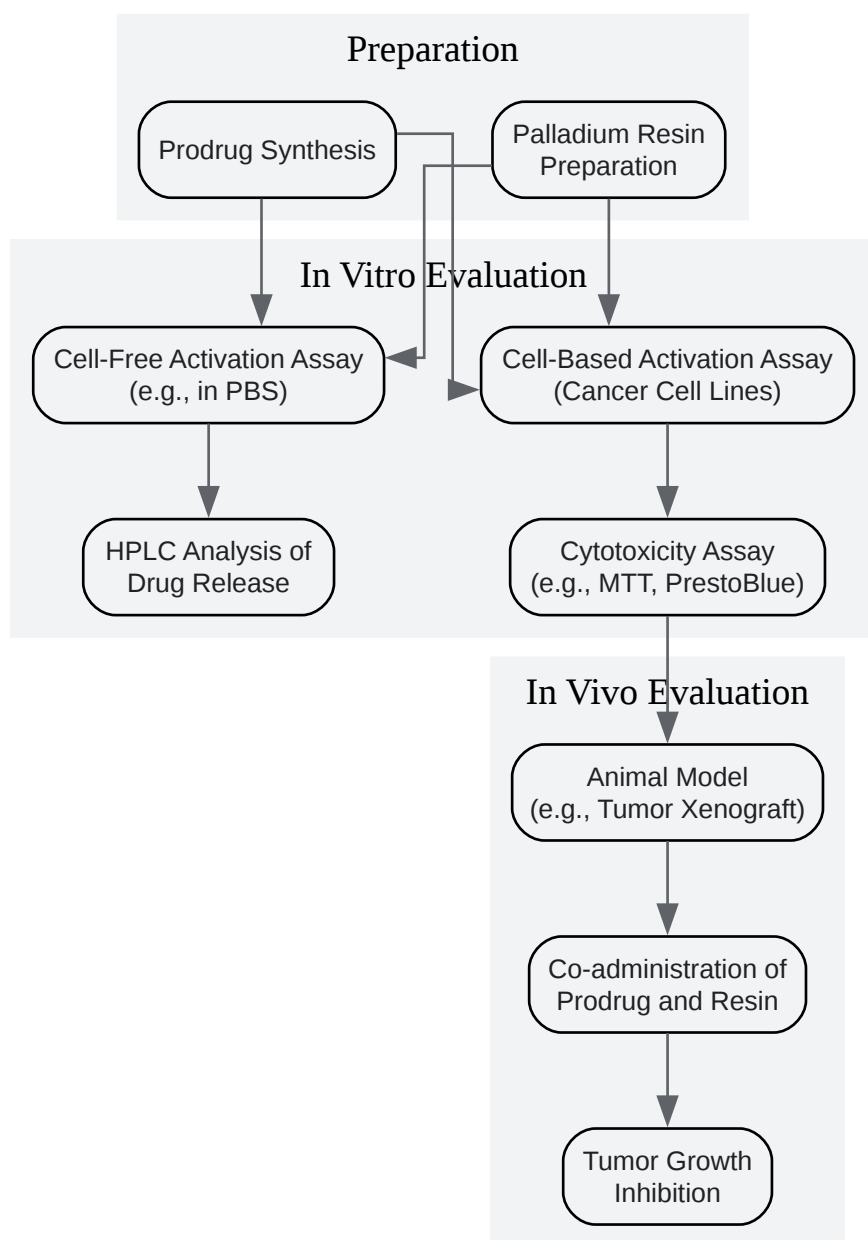 Preparation
Prodrug Synthesis
Palladium Resin
Preparation
In Vitro Evaluation
Cell-Free Activation Assay
(e.g., in PBS)
Cell-Based Activation Assay
(Cancer Cell Lines)
HPLC Analysis of
Drug Release
Cytotoxicity Assay
(e.g., MTT, PrestoBlue)
In Vivo Evaluation
Animal Model
(e.g., Tumor Xenograft)
Co-administration of
Prodrug and Resin
Tumor Growth
Inhibition